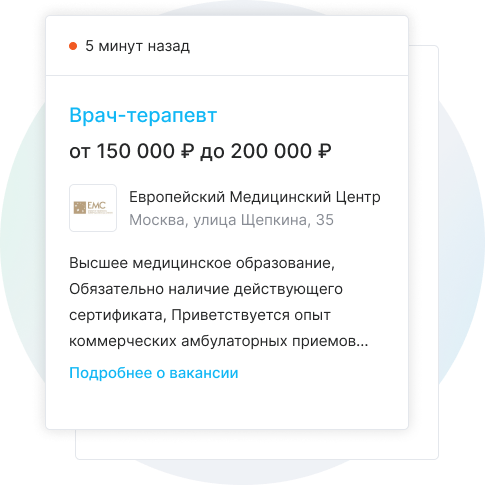 5 минут назад
Врач-терапевт
от 150 000 ₽ до 200 000 ₽
EMC
Европейский Медицинский Центр
Москва, улица Щепкина, 35
Высшее медицинское образование,
Обязательно наличие действующего
сертификата, Приветствуется опыт
коммерческих амбулаторных приемов...
Подробнее о вакансии